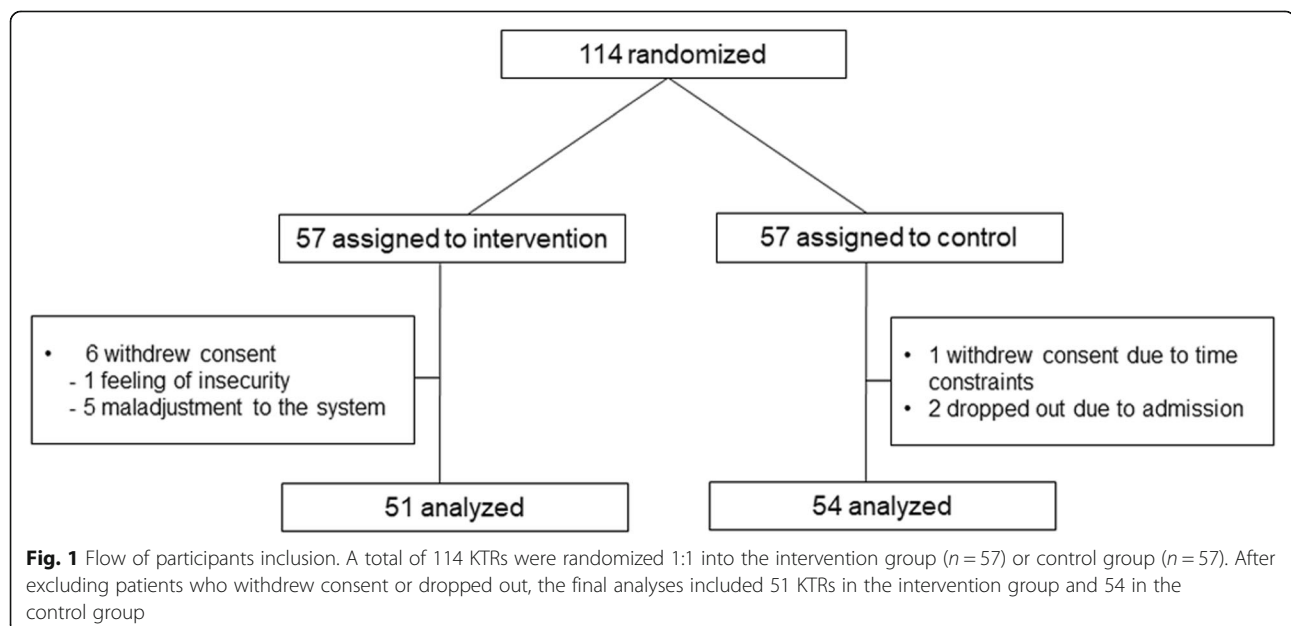 114 randomized
57 assigned to intervention
57 assigned to control
• 6 withdrew consent
- 1 feeling of insecurity
- 5 maladjustment to the system
• 1 withdrew consent due to time
constraints
• 2 dropped out due to admission
51 analyzed
54 analyzed
Fig. 1 Flow of participants inclusion. A total of 114 KTRs were randomized 1:1 into the intervention group (n = 57) or control group (n = 57). After
excluding patients who withdrew consent or dropped out, the final analyses included 51 KTRs in the intervention group and 54 in the
control group